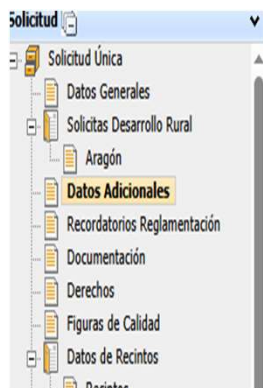 Solicitud
Solicitud Única
Datos Generales
Solicitas Desarrollo Rural
Aragón
Datos Adicionales
Recordatorios Reglamentación
Documentación
Derechos
Figuras de Calidad
Datos de Recintos
Recintos